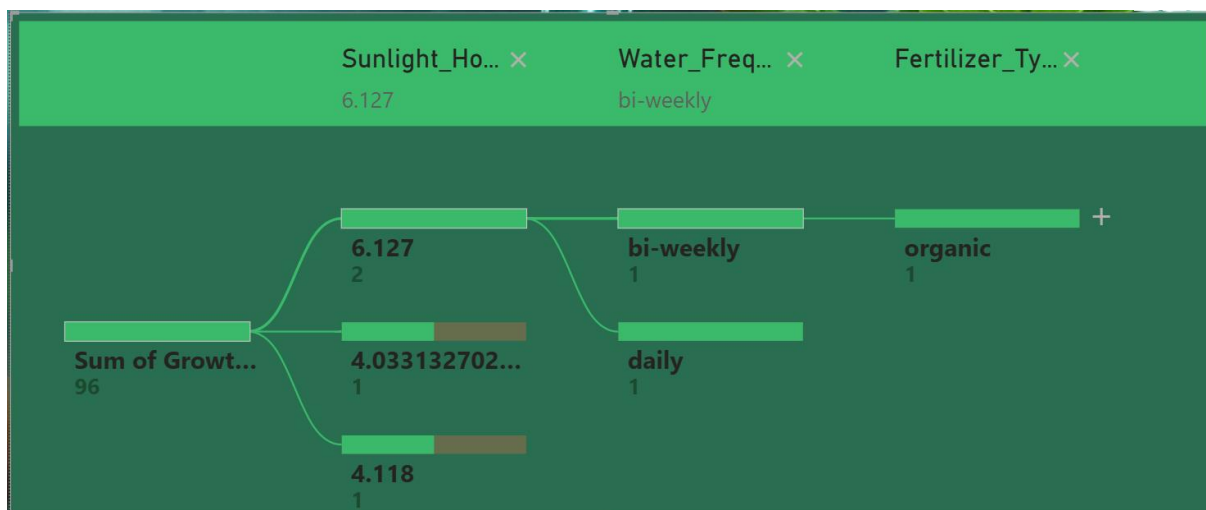 Sunlight_Ho... ×
Water_Freq... ×
Fertilizer_Ty... ×
6.127
bi-weekly
6.127
2
bi-weekly
1
organic
1
+
Sum of Growt...
96
4.033132702...
1
daily
1
4.118
1